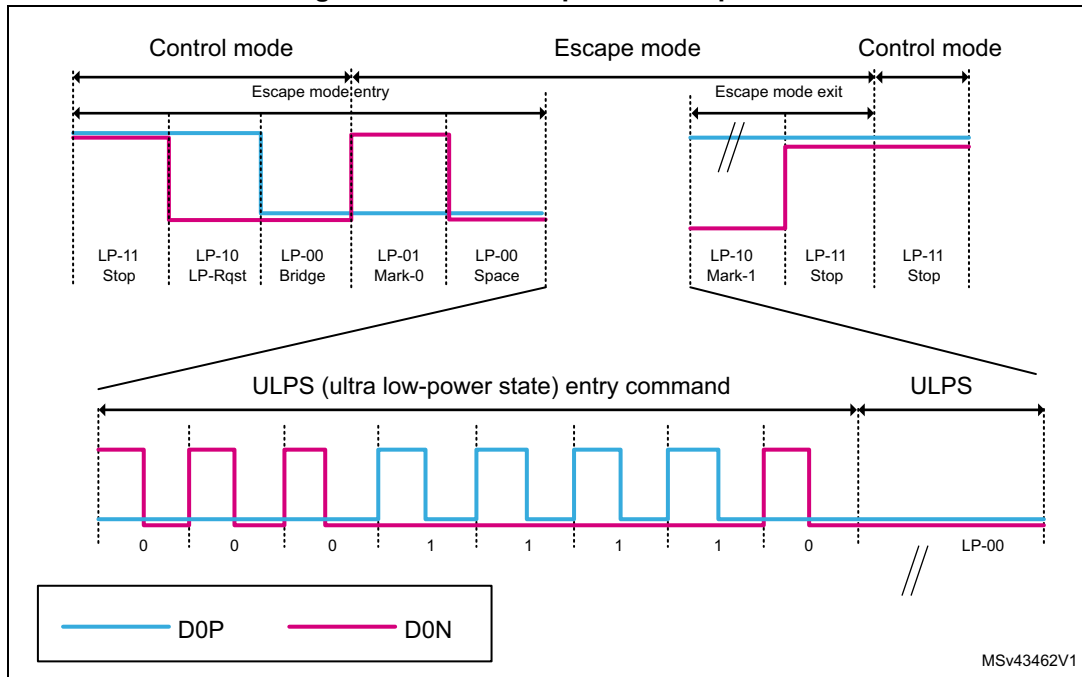 Control mode Escape mode Control mode
Escape mode entry Escape mode exit
LP-11 LP-10 LP-00 LP-01 LP-00 LP-10 LP-11 LP-11
Stop LP-Rqst Bridge Mark-0 Space Mark-1 Stop Stop
ULPS (ultra low-power state) entry command ULPS
0 0 0 1 1 1 1 0 LP-00
D0P D0N
MSv43462V1